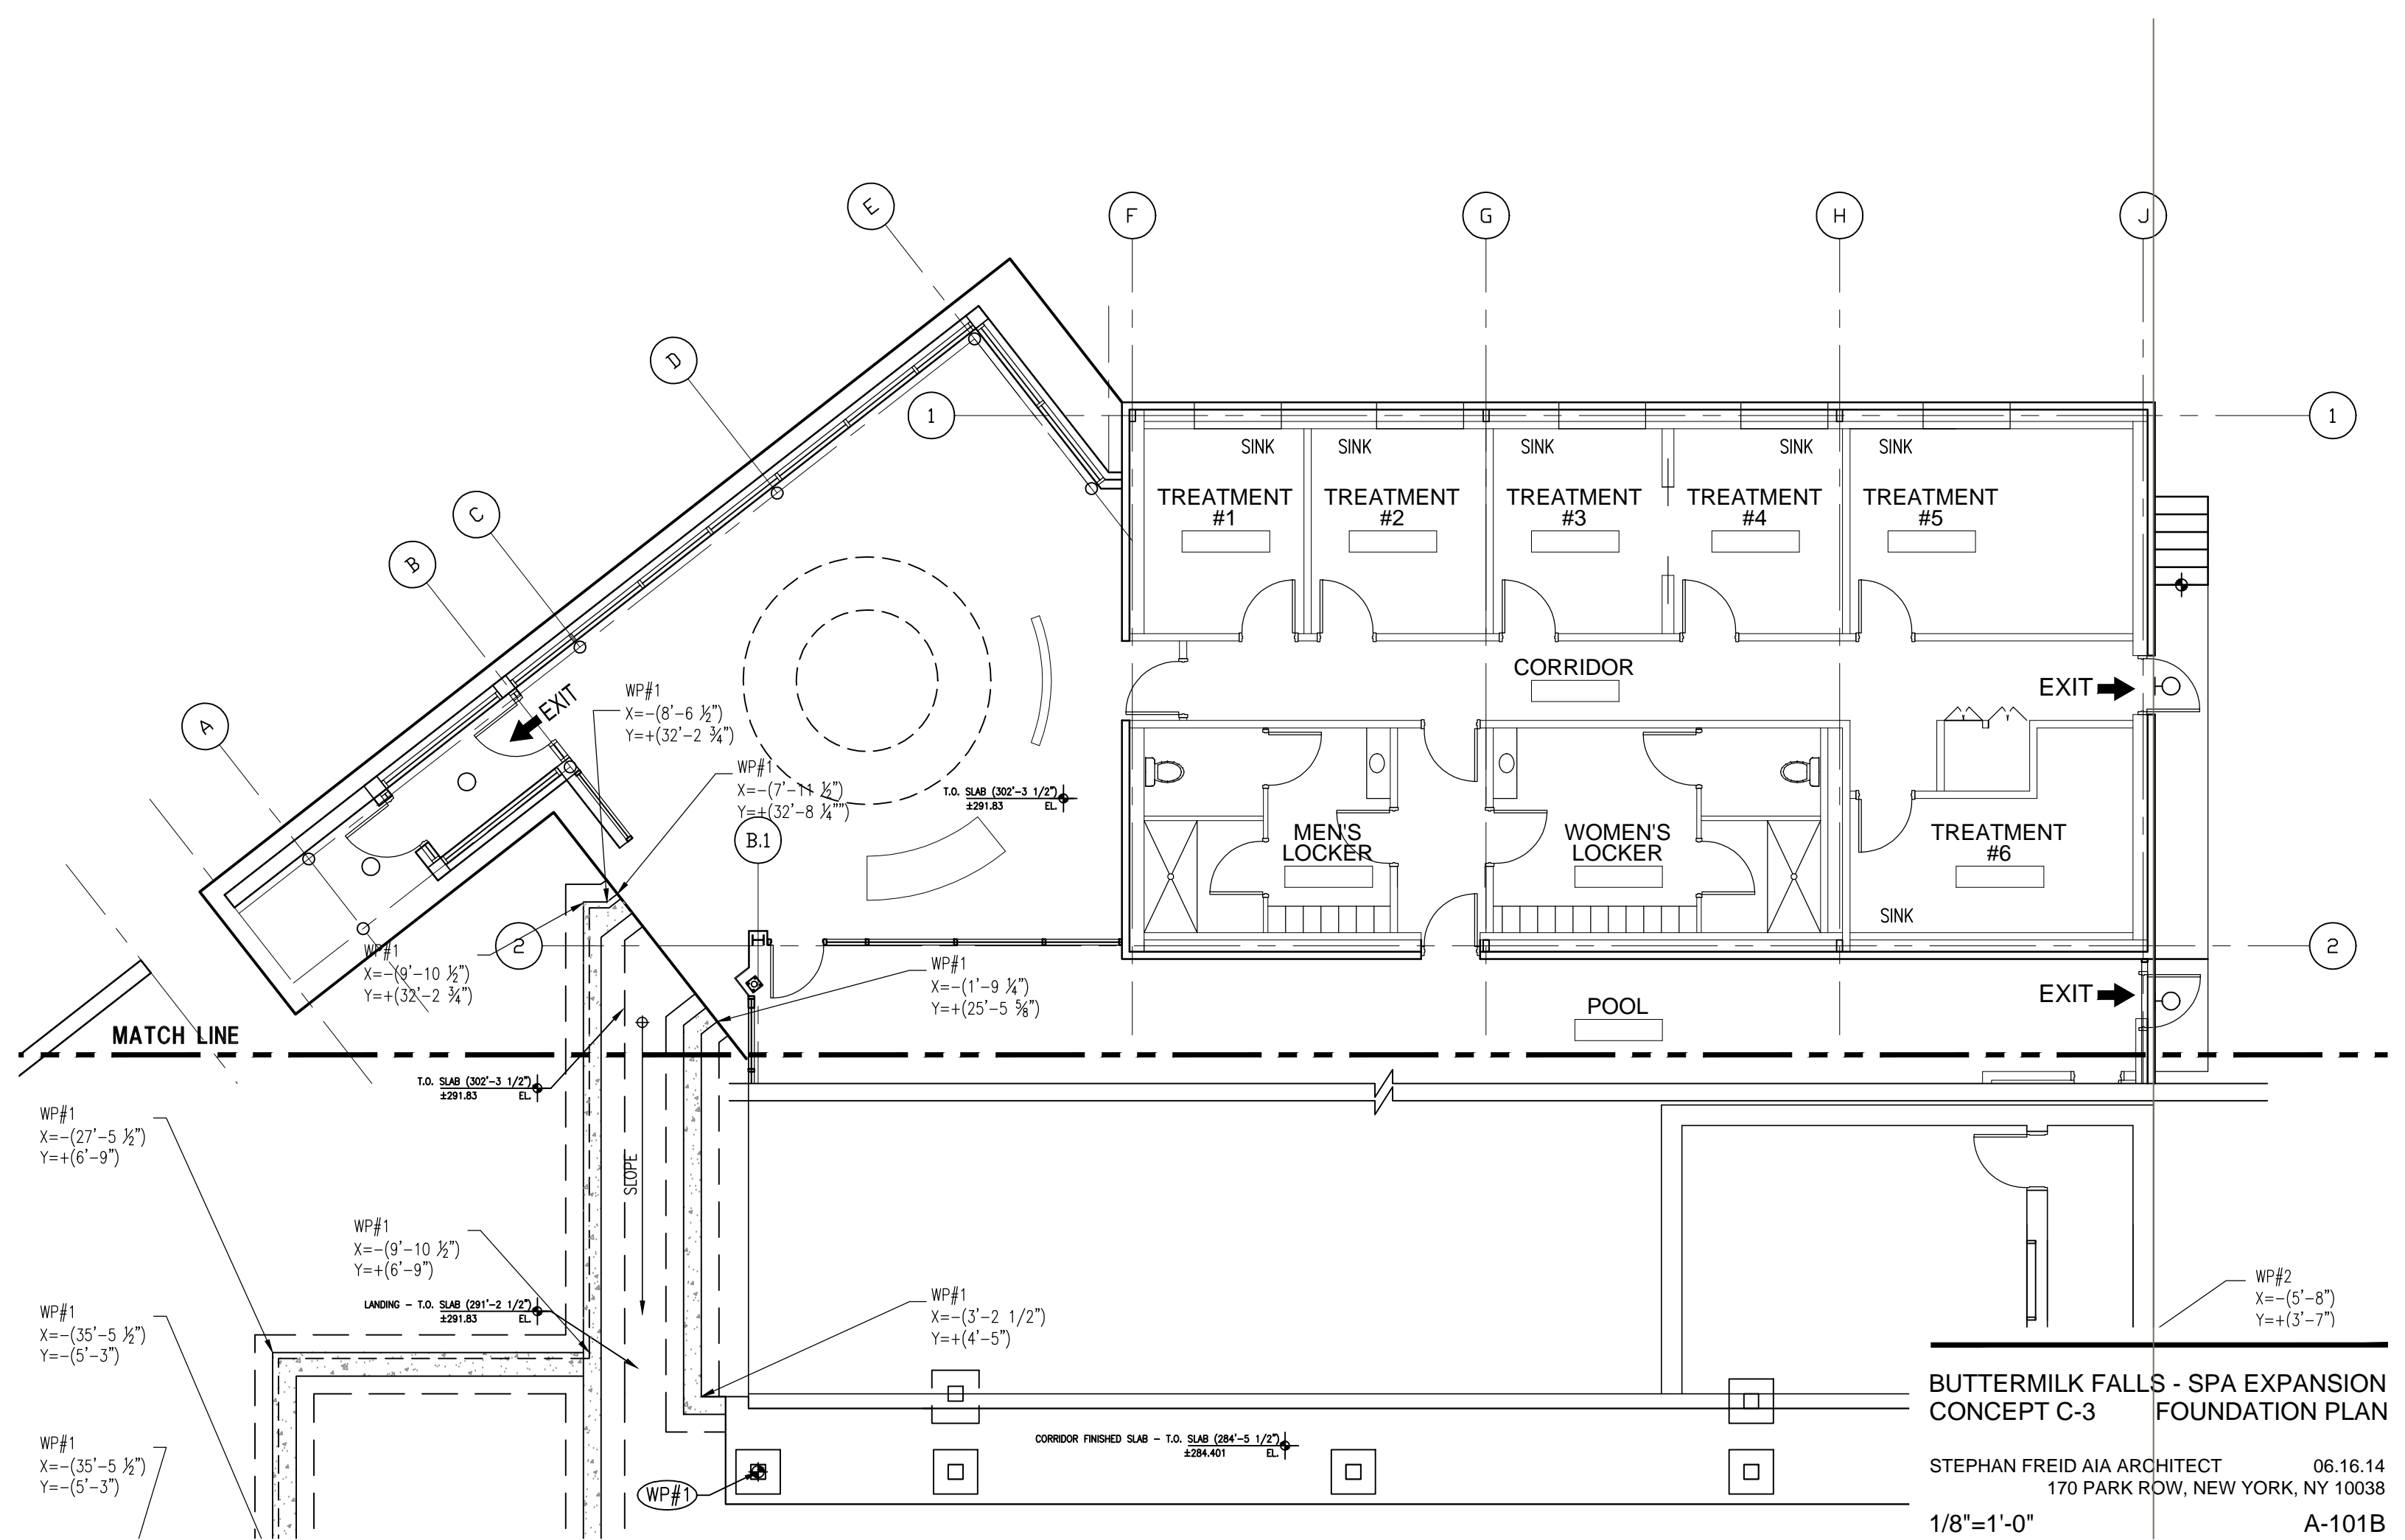 E
F
G
H
J
D
1
1
SINK
SINK
SINK
SINK
SINK
TREATMENT
#1
TREATMENT
#2
TREATMENT
#3
TREATMENT
#4
TREATMENT
#5
C
B
A
EXIT
CORRIDOR
EXIT
WP#1
X=-(8'-6 ½")
Y=+(32'-2 ¾")
WP#1
X=-(7'-11 ½")
Y=+(32'-8 ¼"")
T.O. SLAB (302'-3 1/2")
±291.83 EL.
B.1
MEN'S
LOCKER
WOMEN'S
LOCKER
TREATMENT
#6
SINK
2
2
WP#1
X=-(9'-10 ½")
Y=+(32'-2 ¾")
WP#1
X=-(1'-9 ¼")
Y=+(25'-5 ⅝")
EXIT
POOL
MATCH LINE
T.O. SLAB (302'-3 1/2")
±291.83 EL.
WP#1
X=-(27'-5 ½")
Y=+(6'-9")
SLOPE
WP#1
X=-(9'-10 ½")
Y=+(6'-9")
LANDING - T.O. SLAB (291'-2 1/2")
±291.83 EL.
WP#1
X=-(3'-2 1/2")
Y=+(4'-5")
WP#2
X=-(5'-8")
Y=+(3'-7")
WP#1
X=-(35'-5 ½")
Y=-(5'-3")
WP#1
X=-(35'-5 ½")
Y=-(5'-3")
CORRIDOR FINISHED SLAB - T.O. SLAB (284'-5 1/2")
±284.401 EL.
WP#1
BUTTERMILK FALLS - SPA EXPANSION
CONCEPT C-3 FOUNDATION PLAN
STEPHAN FREID AIA ARCHITECT 06.16.14
170 PARK ROW, NEW YORK, NY 10038
1/8"=1'-0" A-101B